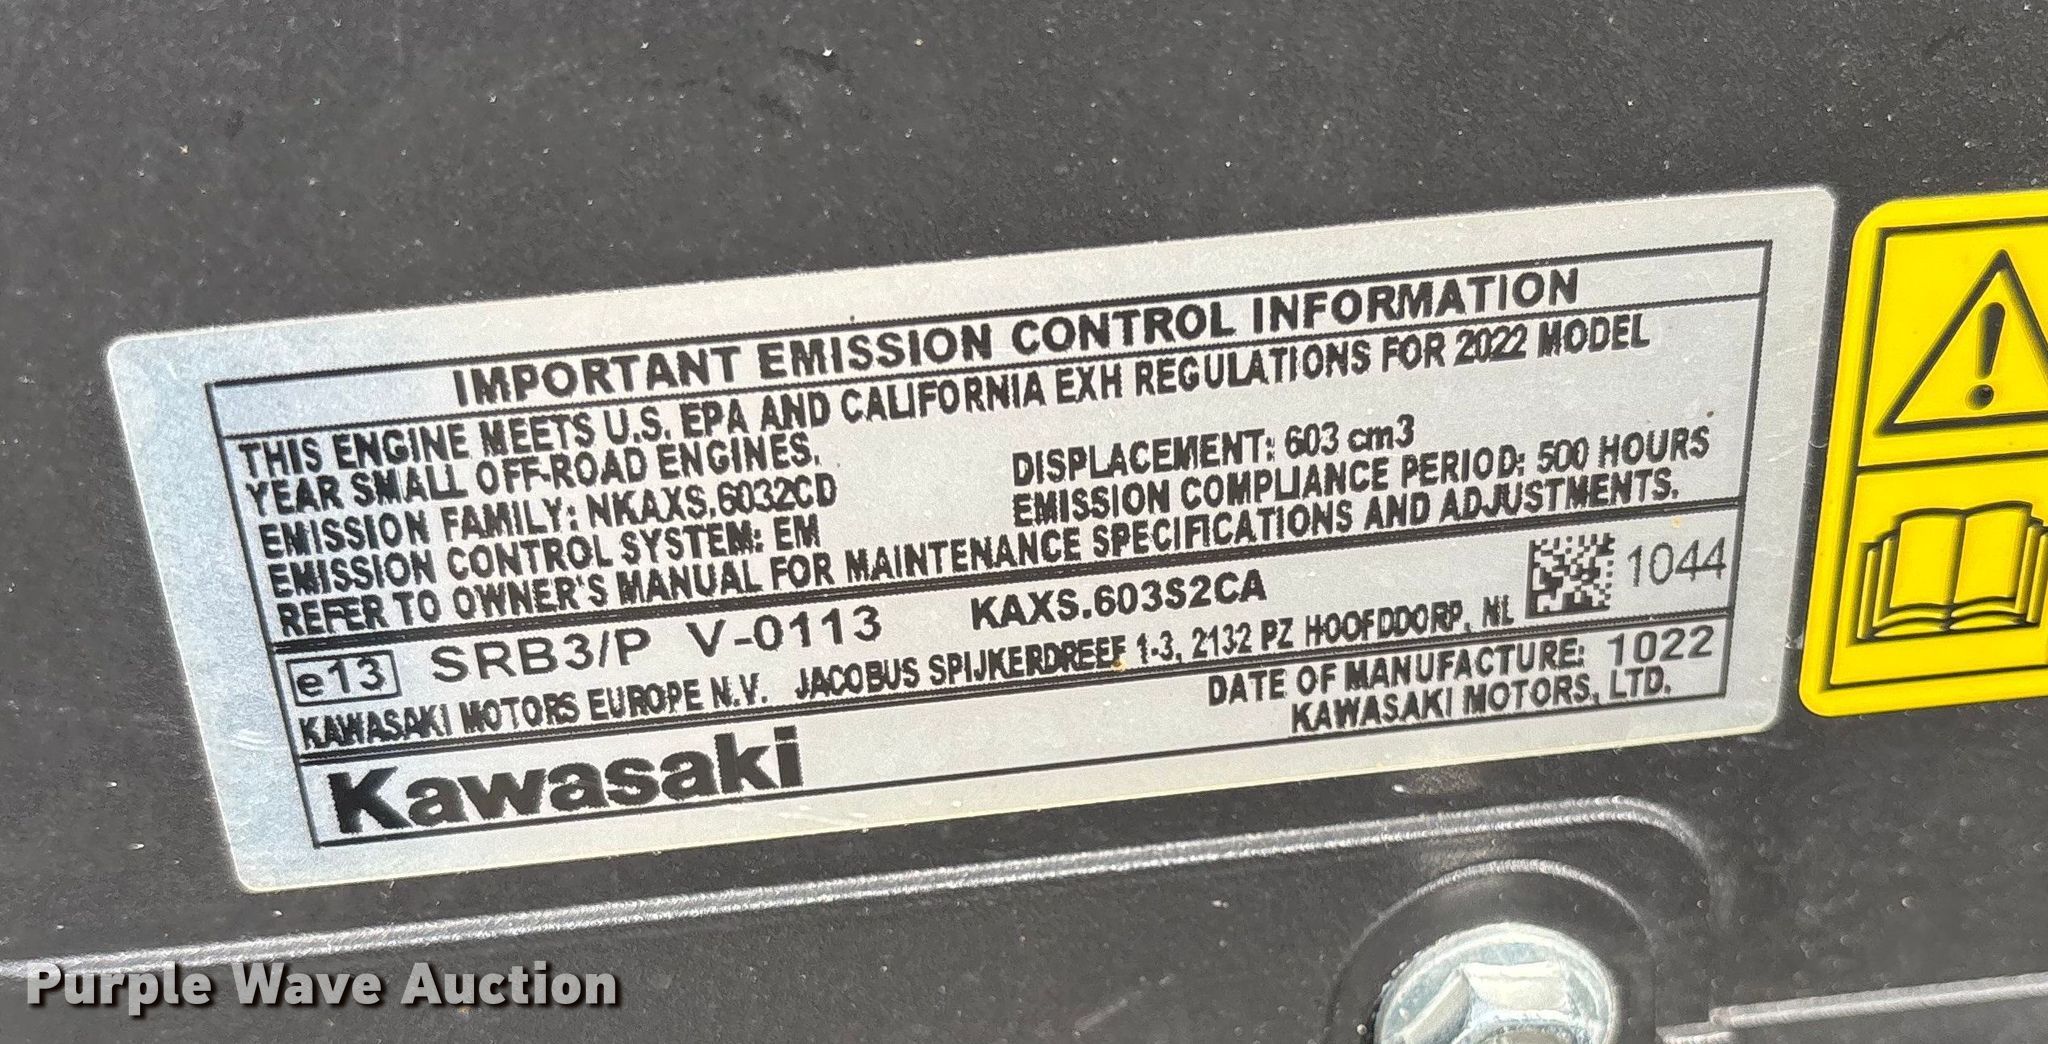 IMPORTANT EMISSION CONTROL INFORMATION
THIS ENGINE MEETS U.S. EPA AND CALIFORNIA EXH REGULATIONS FOR 2022 MODEL
YEAR SMALL OFF-ROAD ENGINES.
EMISSION FAMILY: NKAXS.6032CD DISPLACEMENT: 603 cm3
EMISSION CONTROL SYSTEM: EM EMISSION COMPLIANCE PERIOD: 500 HOURS
REFER TO OWNER'S MANUAL FOR MAINTENANCE SPECIFICATIONS AND ADJUSTMENTS.
e13 SRB3/P V-0113 KAXS.603S2CA 1044
KAWASAKI MOTORS EUROPE N.V. JACOBUS SPIJKERDREEF 1-3, 2132 PZ HOOFDDORP, NL
DATE OF MANUFACTURE: 1022
Kawasaki KAWASAKI MOTORS, LTD.
Purple Wave Auction